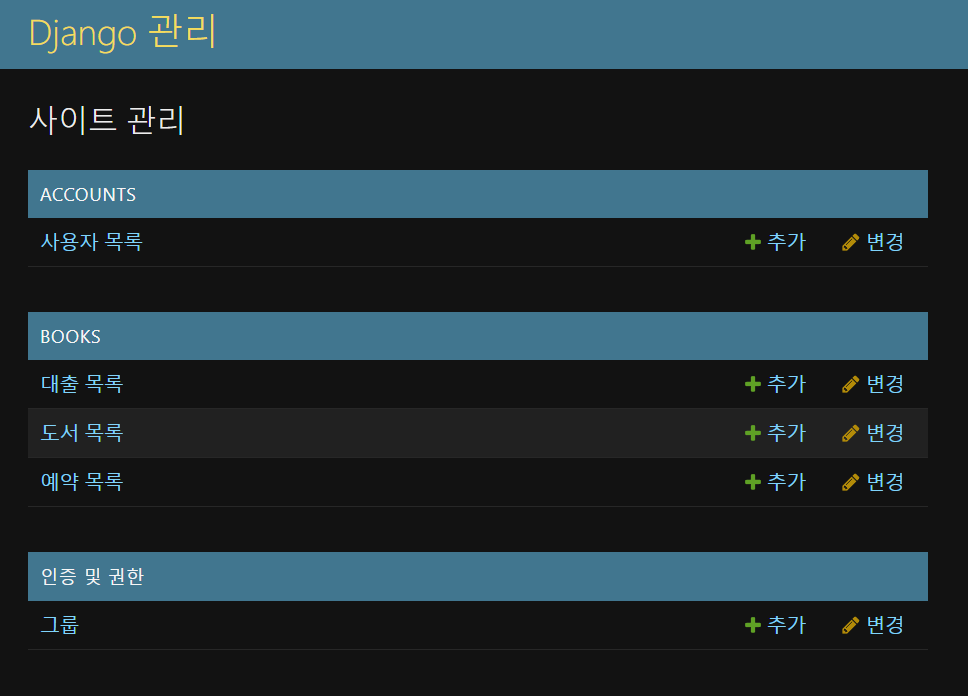 Django 관리
사이트 관리
ACCOUNTS
사용자 목록 추가 변경
BOOKS
대출 목록 추가 변경
도서 목록 추가 변경
예약 목록 추가 변경
인증 및 권한
그룹 추가 변경